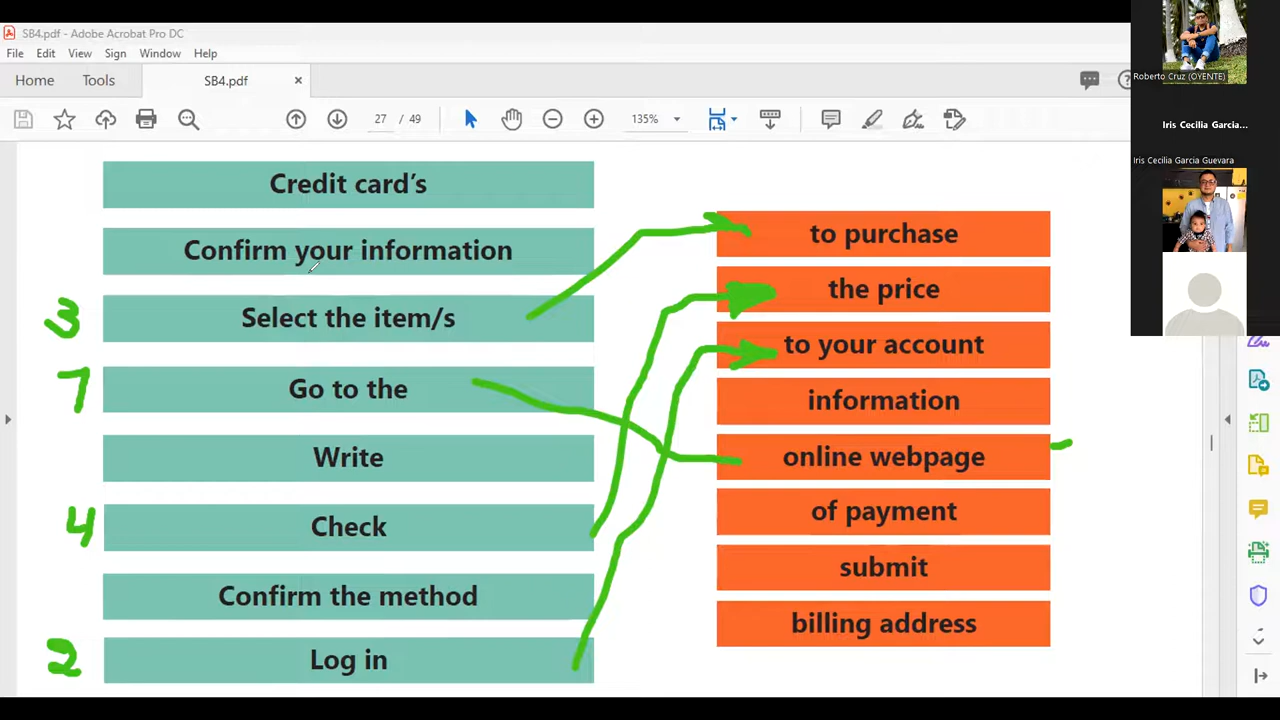 SB4.pdf - Adobe Acrobat Pro DC
File Edit View Sign Window Help
Home Tools SB4.pdf ×
27 / 49 135%
Roberto Cruz (OYENTE)
Iris Cecilia Garcia...
Iris Cecilia Garcia Guevara
Credit card's
Confirm your information
3 Select the item/s
7 Go to the
Write
4 Check
Confirm the method
2 Log in
to purchase
the price
to your account
information
online webpage
of payment
submit
billing address